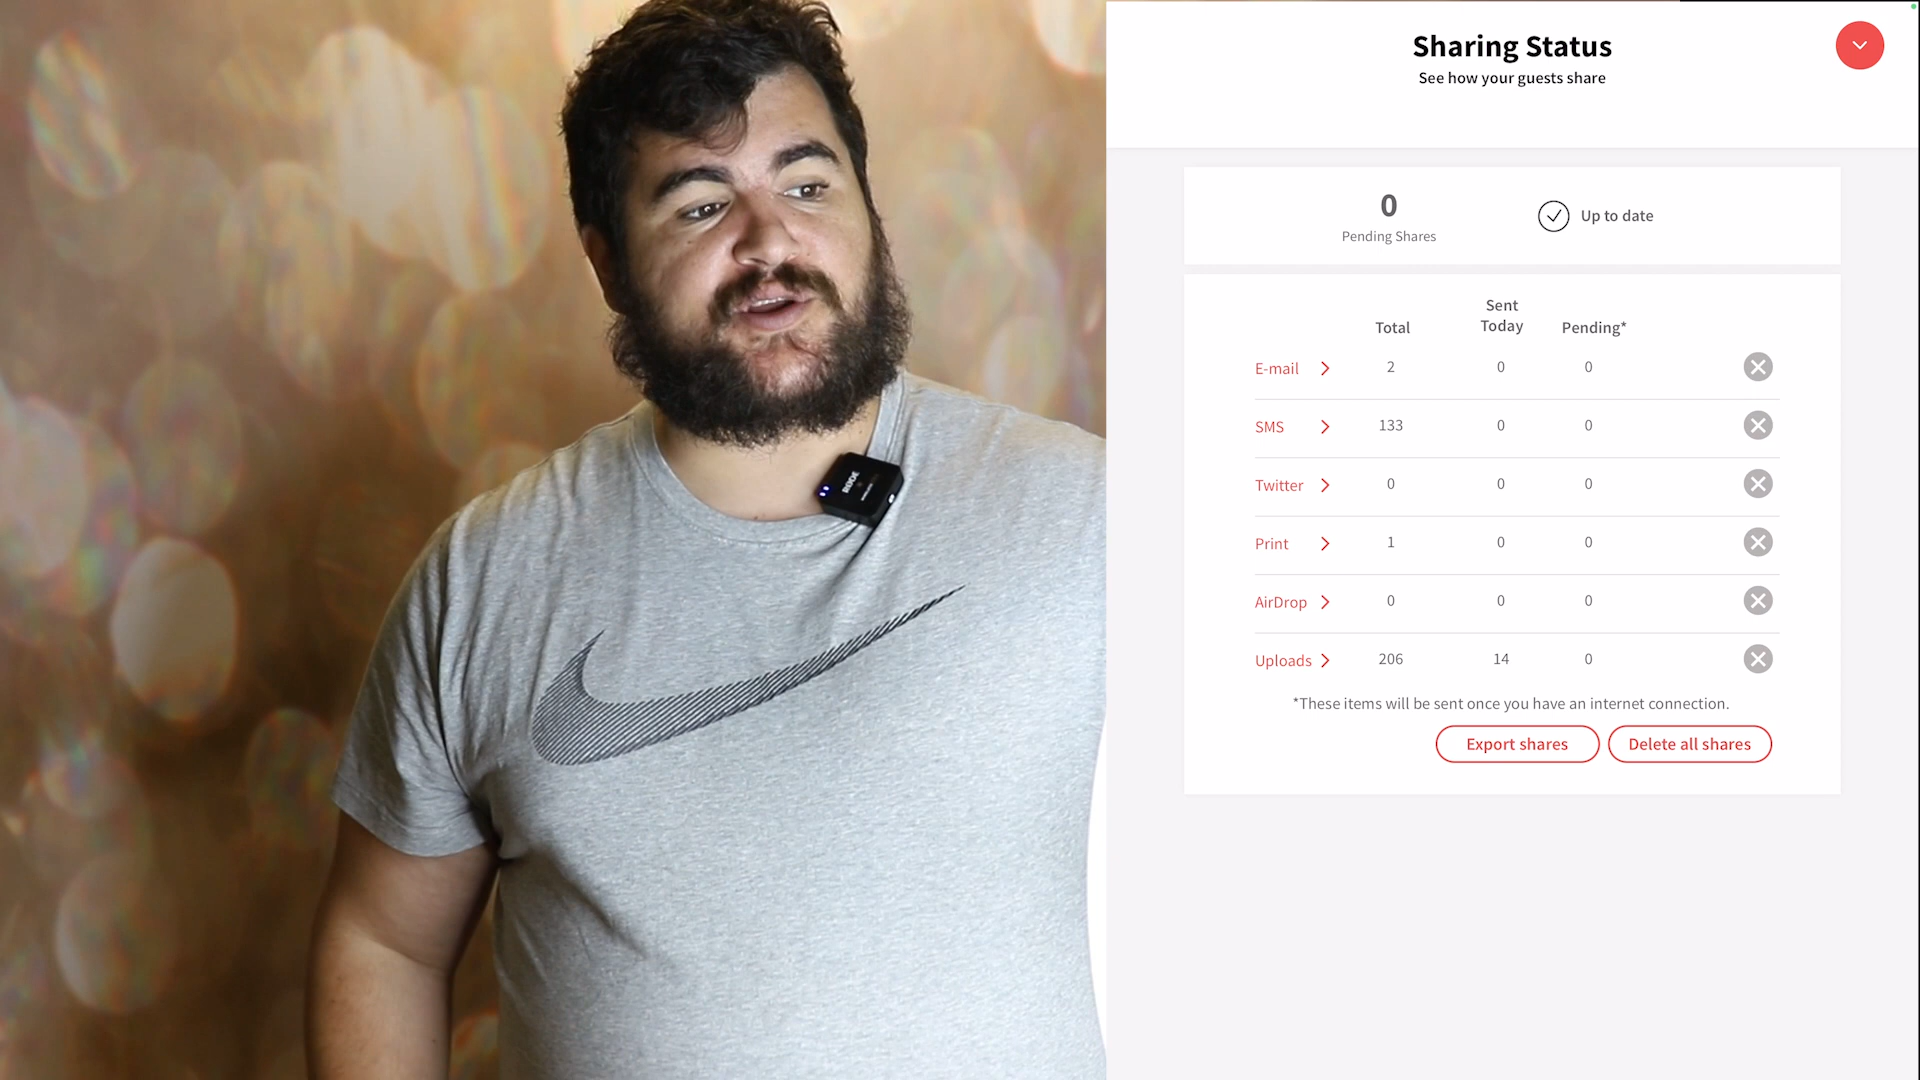 Sharing Status
See how your guests share
0
Pending Shares
Up to date
Total Sent Today Pending*
E-mail 2 0 0
SMS 133 0 0
Twitter 0 0 0
Print 1 0 0
AirDrop 0 0 0
Uploads 206 14 0
*These items will be sent once you have an internet connection.
Export shares Delete all shares
RØDE